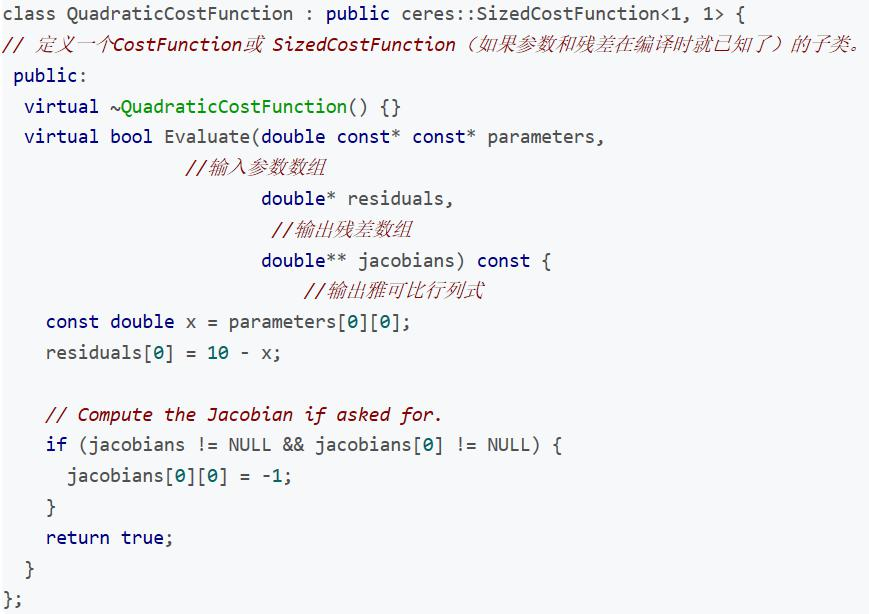 class QuadraticCostFunction : public ceres::SizedCostFunction<1, 1> {
// 定义一个CostFunction或 SizedCostFunction（如果参数和残差在编译时就已知了）的子类。
 public:
  virtual ~QuadraticCostFunction() {}
  virtual bool Evaluate(double const* const* parameters,
                 //输入参数数组
                        double* residuals,
                         //输出残差数组
                        double** jacobians) const {
                            //输出雅可比行列式
    const double x = parameters[0][0];
    residuals[0] = 10 - x;

    // Compute the Jacobian if asked for.
    if (jacobians != NULL && jacobians[0] != NULL) {
      jacobians[0][0] = -1;
    }
    return true;
  }
};